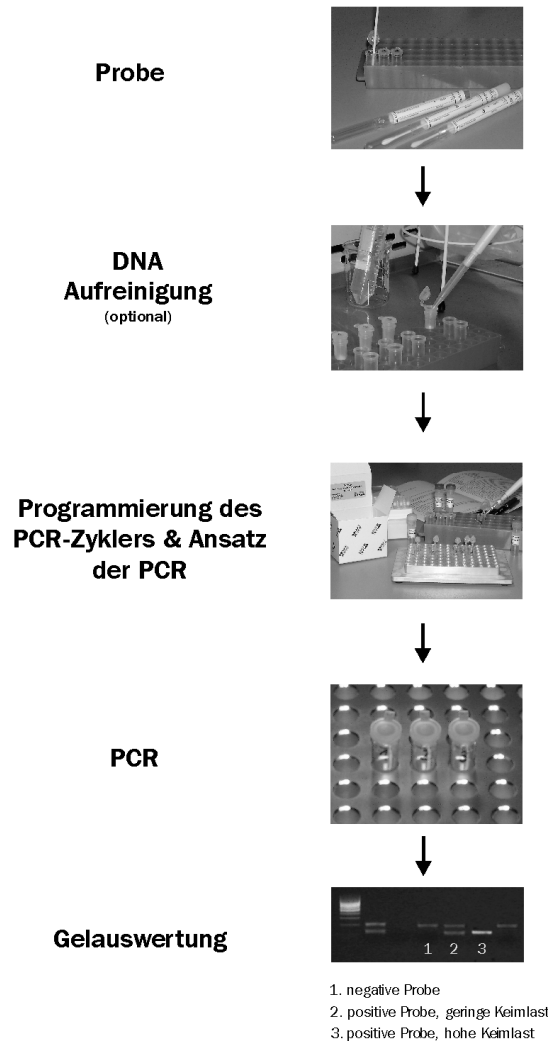 Probe
DNA
Aufreinigung
(optional)
Programmierung des
PCR-Zyklers & Ansatz
der PCR
PCR
Gelauswertung
1 2 3
1. negative Probe
2. positive Probe, geringe Keimlast
3. positive Probe, hohe Keimlast